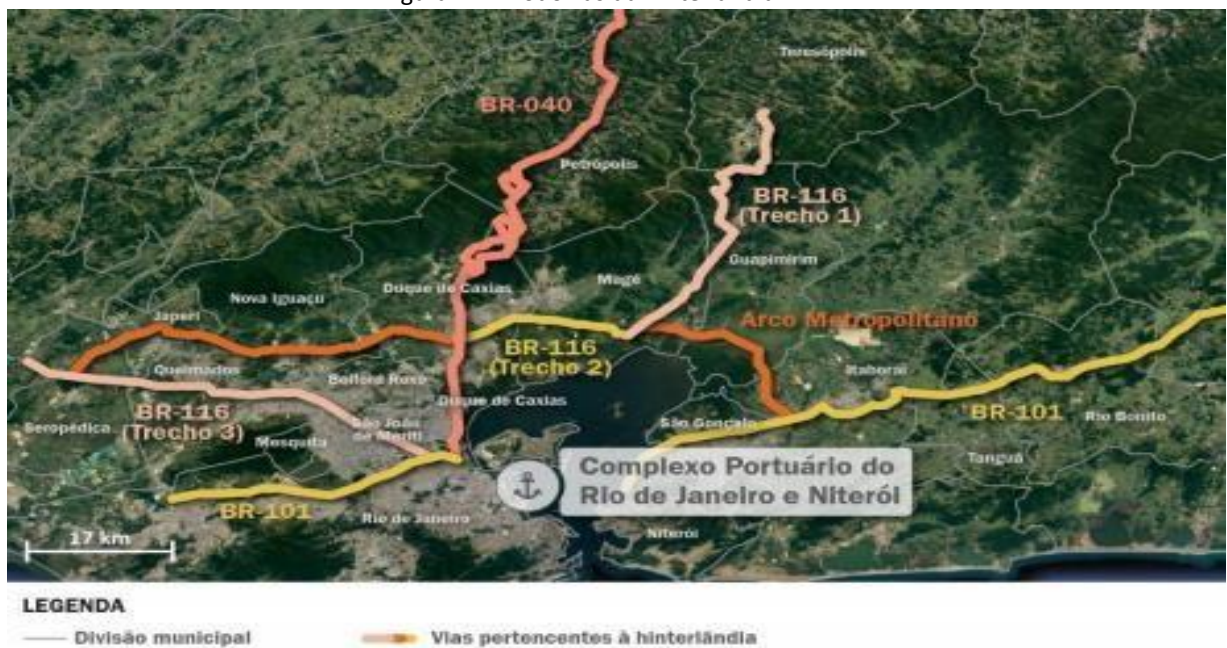 Teresópolis
BR-040
Petrópolis
BR-116
(Trecho 1)
Guapimirim
Magé
Duque de Caxias
Nova Iguaçu
Japeri
Arco Metropolitano
BR-116
(Trecho 2)
Queimados
Belford Roxo
Itaboraí
Duque de Caxias
BR-101
Rio Bonito
BR-116
(Trecho 3)
São João
de Meriti
São Gonçalo
Seropédica
Mesquita
Tanguá
Complexo Portuário do
Rio de Janeiro e Niterói
BR-101
Rio de Janeiro
Niterói
17 km
LEGENDA
Divisão municipal
Vias pertencentes à hinterlândia